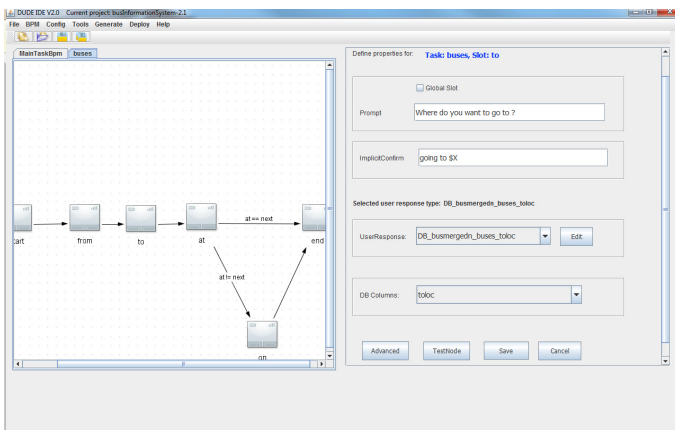 DUDE IDE V2.0 Current project: busInformationSystem-2.1
File BPM Config Tools Generate Deploy Help
MainTaskBpm buses
Define properties for: Task: buses, Slot: to
Global Slot
Prompt Where do you want to go to ?
ImplicitConfirm going to $X
Selected user response type: DB_busmergedn_buses_toloc
UserResponse: DB_busmergedn_buses_toloc Edit
DB Columns: toloc
Advanced TestNode Save Cancel
at == next
tart from to at end
at != next
on